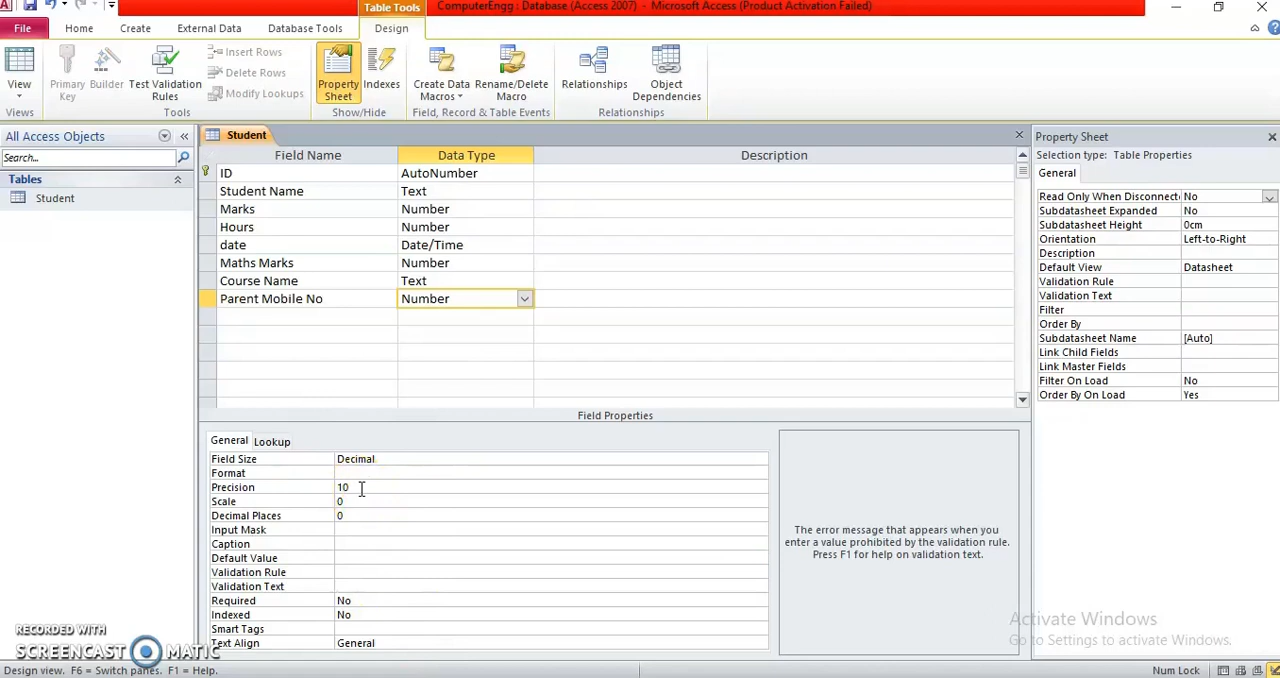 Table Tools
ComputerEngg : Database (Access 2007) - Microsoft Access (Product Activation Failed)
File Home Create External Data Database Tools Design
View
Primary Key
Builder
Test Validation Rules
Insert Rows
Delete Rows
Modify Lookups
Property Sheet
Indexes
Create Data Macros
Rename/Delete Macro
Relationships
Object Dependencies
Views
Tools
Show/Hide
Field, Record & Table Events
Relationships
All Access Objects
Search...
Tables
Student
Student
Field Name Data Type Description
ID AutoNumber
Student Name Text
Marks Number
Hours Number
date Date/Time
Maths Marks Number
Course Name Text
Parent Mobile No Number
Field Properties
General Lookup
Field Size Decimal
Format
Precision 10
Scale 0
Decimal Places 0
Input Mask
Caption
Default Value
Validation Rule
Validation Text
Required No
Indexed No
Smart Tags
Text Align General
The error message that appears when you
enter a value prohibited by the validation rule.
Press F1 for help on validation text.
Property Sheet
Selection type: Table Properties
General
Read Only When Disconnecte No
Subdatasheet Expanded No
Subdatasheet Height 0cm
Orientation Left-to-Right
Description
Default View Datasheet
Validation Rule
Validation Text
Filter
Order By
Subdatasheet Name [Auto]
Link Child Fields
Link Master Fields
Filter On Load No
Order By On Load Yes
Activate Windows
Go to Settings to activate Windows.
RECORDED WITH
SCREENCAST MATIC
Design view. F6 = Switch panes. F1 = Help.
Num Lock